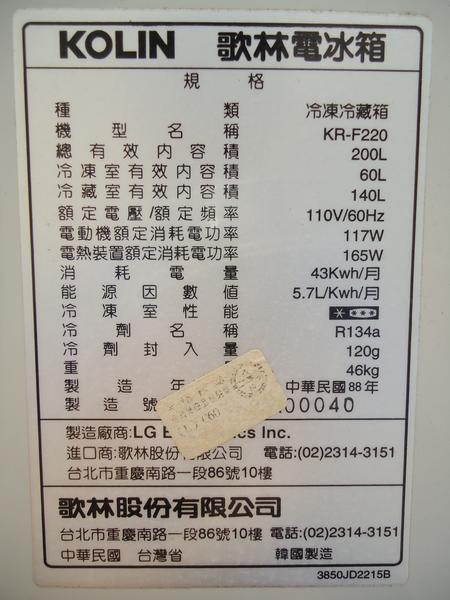 KOLIN 歌林電冰箱
規格
種類 冷凍冷藏箱
機型名稱 KR-F220
總有效內容積 200L
冷凍室有效內容積 60L
冷藏室有效內容積 140L
額定電壓/額定頻率 110V/60Hz
電動機額定消耗電功率 117W
電熱裝置額定消耗電功率 165W
消耗電量 43Kwh/月
能源因數值 5.7L/Kwh/月
冷凍室性能
冷劑名稱 R134a
冷劑封入量 120g
重 46kg
製造年 中華民國88年
製造號 00040
製造廠商:LG Inc.
進口商:歌林股份有限公司 電話:(02)2314-3151
台北市重慶南路一段86號10樓
歌林股份有限公司
台北市重慶南路一段86號10樓 電話:(02)2314-3151
中華民國 台灣省 韓國製造
3850JD2215B